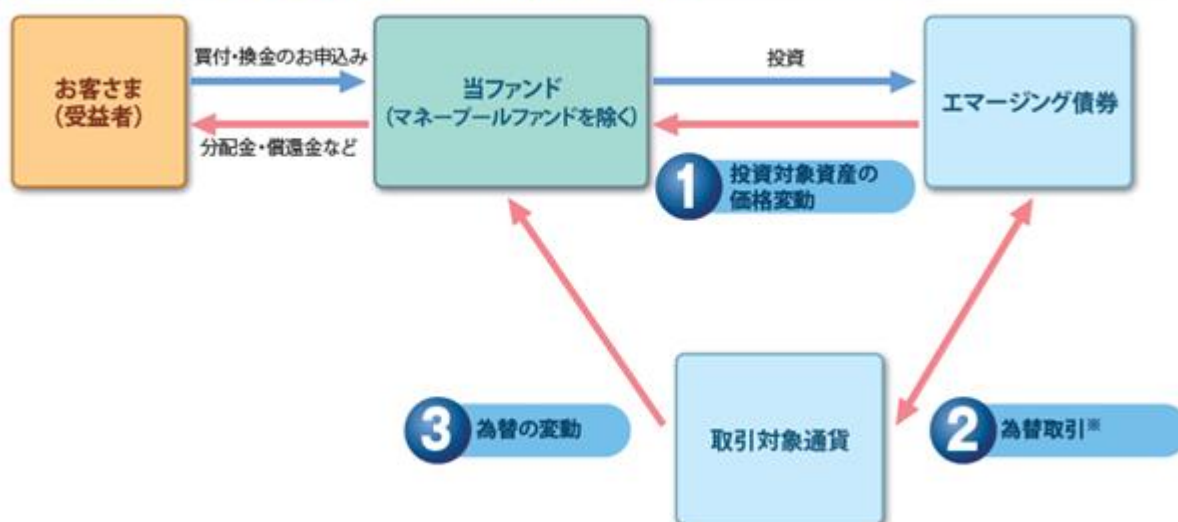 買付・換金のお申込み
お客さま
(受益者)
分配金・償還金など
当ファンド
(マネープールファンドを除く)
投資
エマージング債券
1
投資対象資産の
価格変動
3
為替の変動
取引対象通貨
2
為替取引※